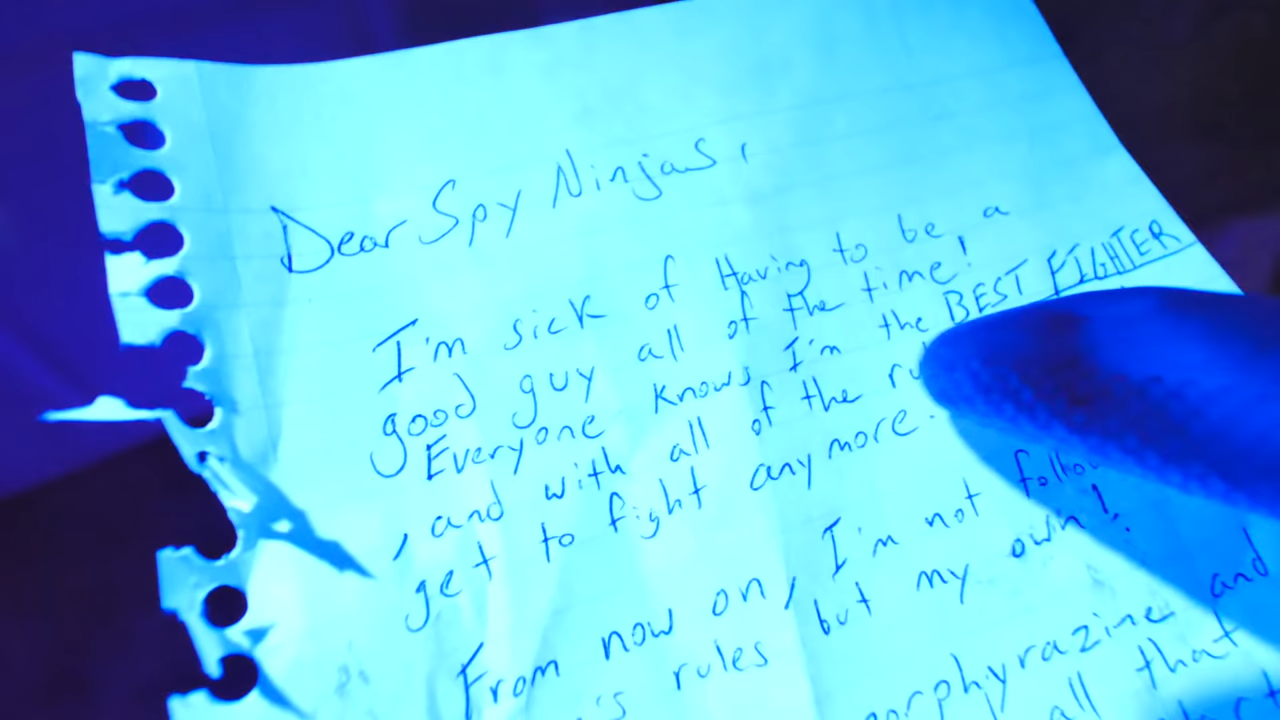 Dear Spy Ninjas,
I'm sick of Having to be a
good guy all of the time!
Everyone knows I'm the BEST FIGHTER
, and with all of the
get to fight anymore.
From now on, I'm not
rules but my own!
and
all that